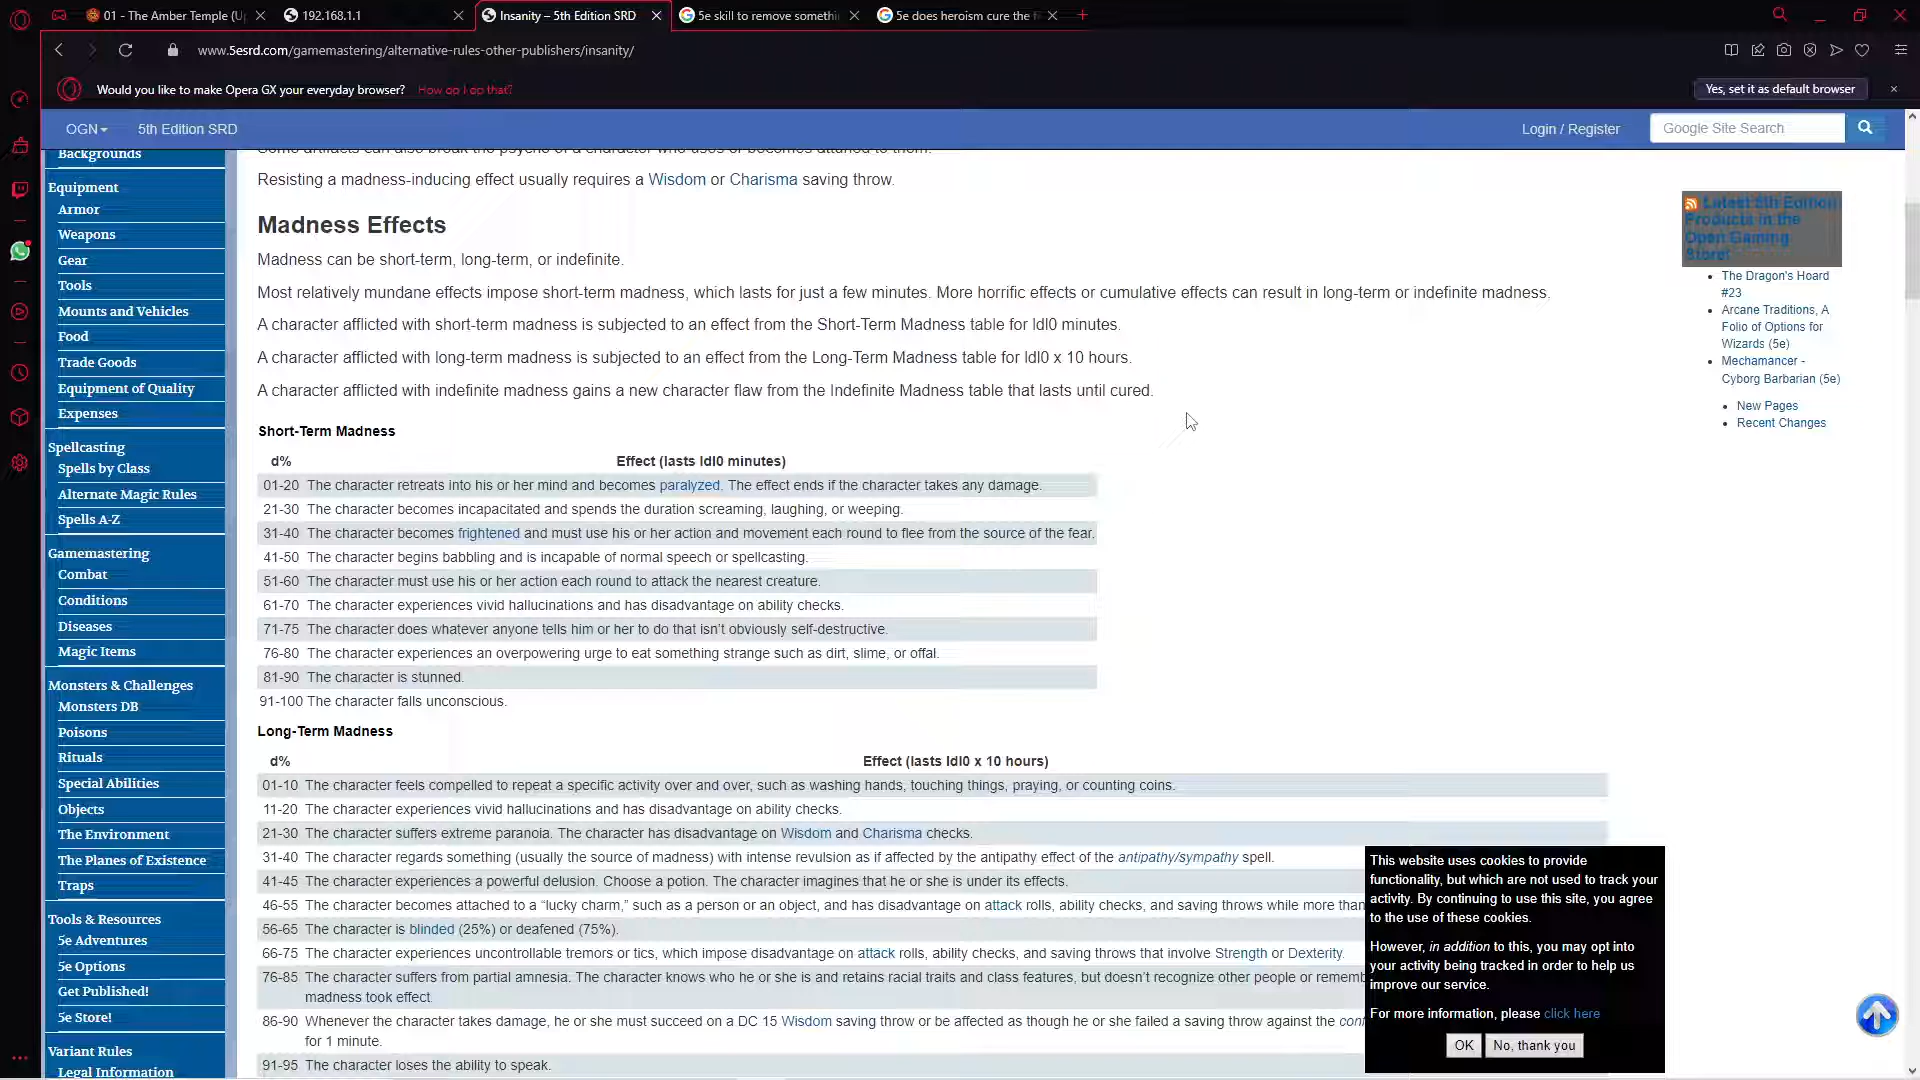 01 - The Amber Temple (U
192.168.1.1
Insanity – 5th Edition SRD
5e skill to remove somethi
5e does heroism cure the f
www.5esrd.com/gamemastering/alternative-rules-other-publishers/insanity/
Would you like to make Opera GX your everyday browser? How do I do that?
Yes, set it as default browser
OGN
5th Edition SRD
Login / Register
Google Site Search
Backgrounds
Equipment
Armor
Weapons
Gear
Tools
Mounts and Vehicles
Food
Trade Goods
Equipment of Quality
Expenses
Spellcasting
Spells by Class
Alternate Magic Rules
Spells A-Z
Gamemastering
Combat
Conditions
Diseases
Magic Items
Monsters & Challenges
Monsters DB
Poisons
Rituals
Special Abilities
Objects
The Environment
The Planes of Existence
Traps
Tools & Resources
5e Adventures
5e Options
Get Published!
5e Store!
Variant Rules
Legal Information
Some artifacts can also break the psyche of a character who uses or becomes attuned to them.
Resisting a madness-inducing effect usually requires a Wisdom or Charisma saving throw.
Madness Effects
Madness can be short-term, long-term, or indefinite.
Most relatively mundane effects impose short-term madness, which lasts for just a few minutes. More horrific effects or cumulative effects can result in long-term or indefinite madness.
A character afflicted with short-term madness is subjected to an effect from the Short-Term Madness table for ldl0 minutes.
A character afflicted with long-term madness is subjected to an effect from the Long-Term Madness table for ldl0 x 10 hours.
A character afflicted with indefinite madness gains a new character flaw from the Indefinite Madness table that lasts until cured.
Short-Term Madness
d% Effect (lasts ldl0 minutes)
01-20 The character retreats into his or her mind and becomes paralyzed. The effect ends if the character takes any damage.
21-30 The character becomes incapacitated and spends the duration screaming, laughing, or weeping.
31-40 The character becomes frightened and must use his or her action and movement each round to flee from the source of the fear.
41-50 The character begins babbling and is incapable of normal speech or spellcasting.
51-60 The character must use his or her action each round to attack the nearest creature.
61-70 The character experiences vivid hallucinations and has disadvantage on ability checks.
71-75 The character does whatever anyone tells him or her to do that isn't obviously self-destructive.
76-80 The character experiences an overpowering urge to eat something strange such as dirt, slime, or offal.
81-90 The character is stunned.
91-100 The character falls unconscious.
Long-Term Madness
d% Effect (lasts ldl0 x 10 hours)
01-10 The character feels compelled to repeat a specific activity over and over, such as washing hands, touching things, praying, or counting coins.
11-20 The character experiences vivid hallucinations and has disadvantage on ability checks.
21-30 The character suffers extreme paranoia. The character has disadvantage on Wisdom and Charisma checks.
31-40 The character regards something (usually the source of madness) with intense revulsion as if affected by the antipathy effect of the antipathy/sympathy spell.
41-45 The character experiences a powerful delusion. Choose a potion. The character imagines that he or she is under its effects.
46-55 The character becomes attached to a “lucky charm,” such as a person or an object, and has disadvantage on attack rolls, ability checks, and saving throws while more than
56-65 The character is blinded (25%) or deafened (75%).
66-75 The character experiences uncontrollable tremors or tics, which impose disadvantage on attack rolls, ability checks, and saving throws that involve Strength or Dexterity.
76-85 The character suffers from partial amnesia. The character knows who he or she is and retains racial traits and class features, but doesn't recognize other people or rememb
madness took effect.
86-90 Whenever the character takes damage, he or she must succeed on a DC 15 Wisdom saving throw or be affected as though he or she failed a saving throw against the conf
for 1 minute.
91-95 The character loses the ability to speak.
Latest 5th Edition
Products in the
Open Gaming
Store!
The Dragon's Hoard
#23
Arcane Traditions, A
Folio of Options for
Wizards (5e)
Mechamancer -
Cyborg Barbarian (5e)
New Pages
Recent Changes
This website uses cookies to provide
functionality, but which are not used to track your
activity. By continuing to use this site, you agree
to the use of these cookies.
However, in addition to this, you may opt into
your activity being tracked in order to help us
improve our service.
For more information, please click here
OK
No, thank you